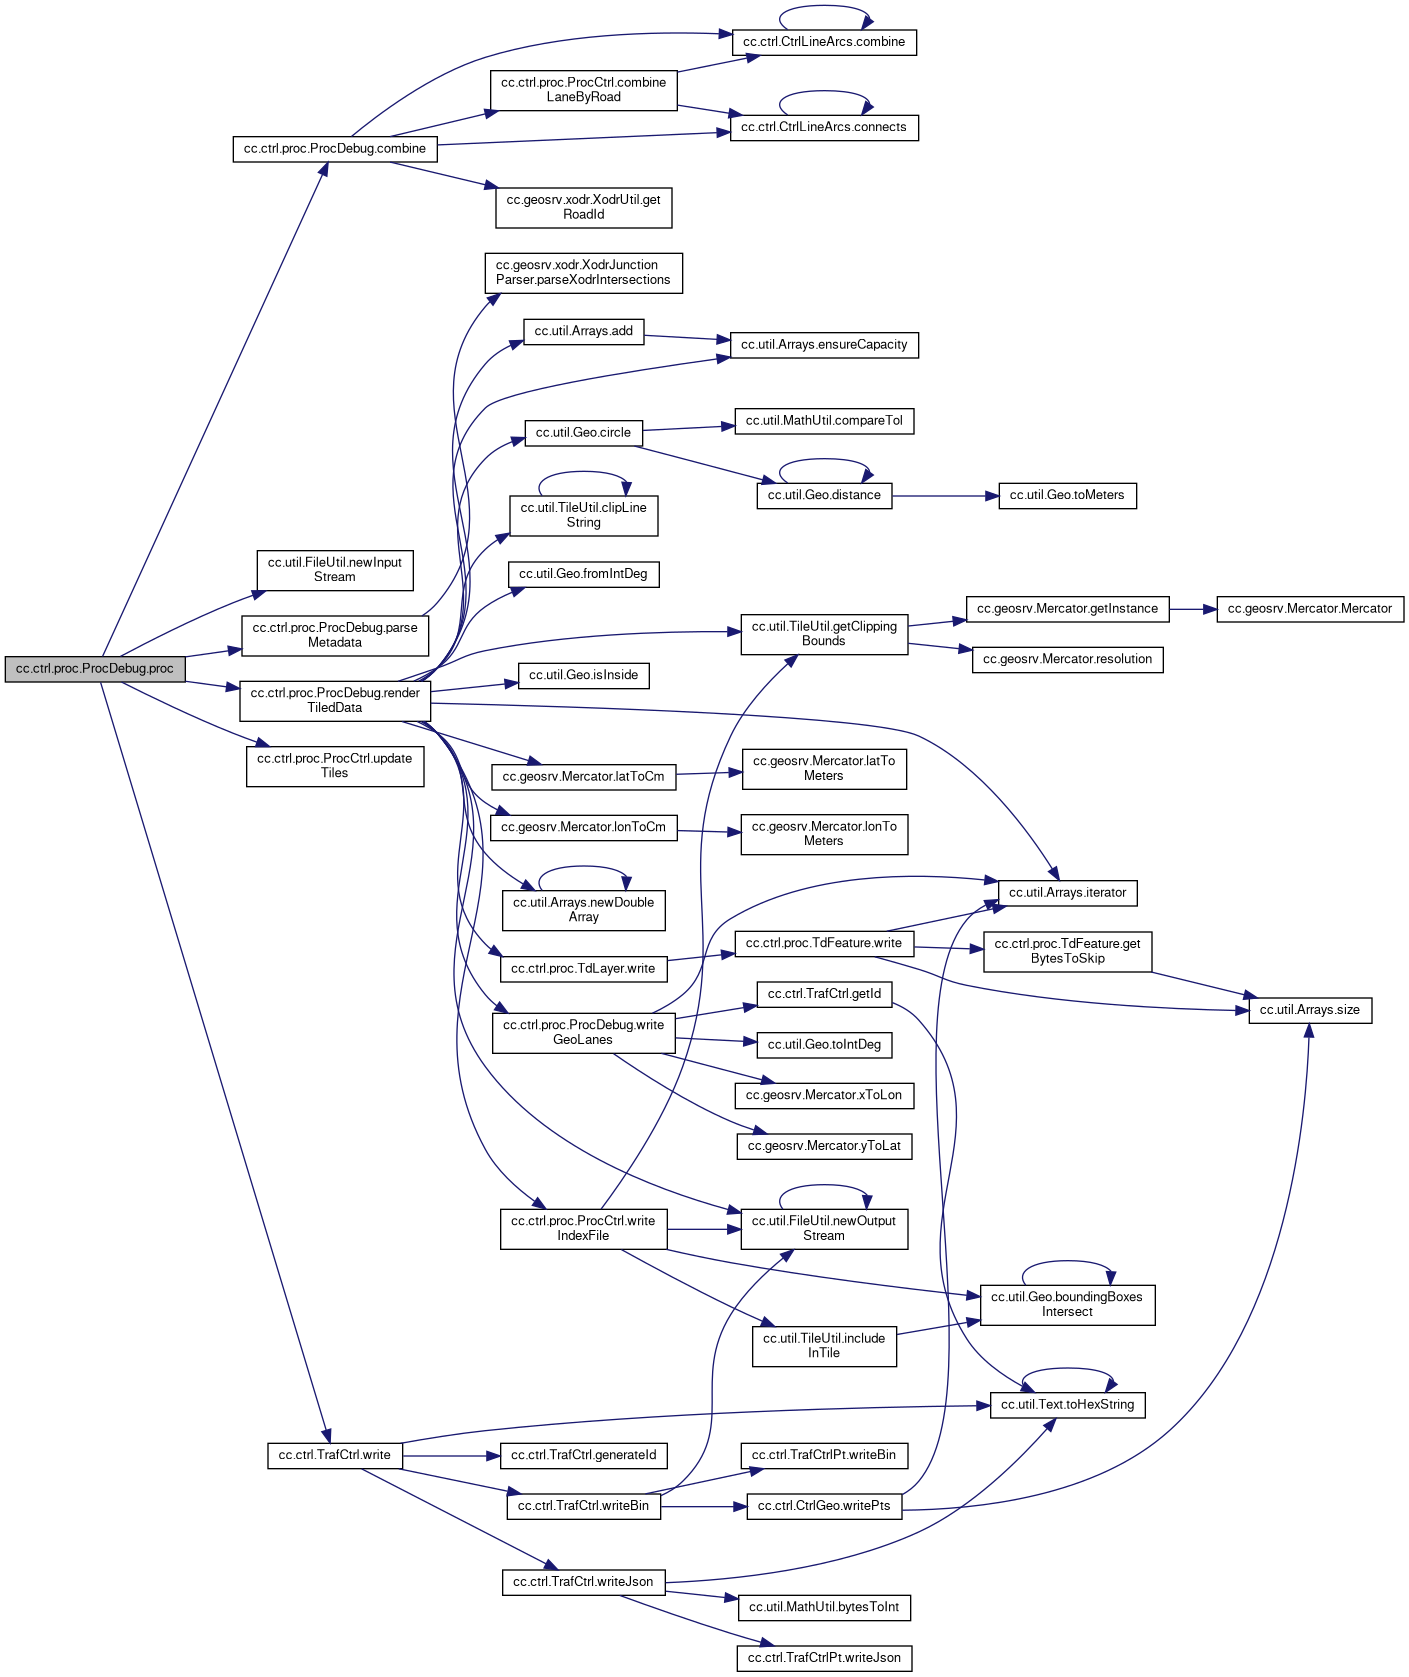 cc.ctrl.CtrlLineArcs.combine
cc.ctrl.proc.ProcCtrl.combine
LaneByRoad
cc.ctrl.CtrlLineArcs.connects
cc.ctrl.proc.ProcDebug.combine
cc.geosrv.xodr.XodrUtil.get
RoadId
cc.geosrv.xodr.XodrJunction
Parser.parseXodrIntersections
cc.util.Arrays.add
cc.util.Arrays.ensureCapacity
cc.util.Geo.circle
cc.util.MathUtil.compareTol
cc.util.TileUtil.clipLine
String
cc.util.Geo.distance
cc.util.Geo.toMeters
cc.util.FileUtil.newInput
Stream
cc.util.Geo.fromIntDeg
cc.ctrl.proc.ProcDebug.parse
Metadata
cc.util.TileUtil.getClipping
Bounds
cc.geosrv.Mercator.getInstance
cc.geosrv.Mercator.Mercator
cc.geosrv.Mercator.resolution
cc.ctrl.proc.ProcDebug.proc
cc.ctrl.proc.ProcDebug.render
TiledData
cc.util.Geo.isInside
cc.ctrl.proc.ProcCtrl.update
Tiles
cc.geosrv.Mercator.latToCm
cc.geosrv.Mercator.latTo
Meters
cc.geosrv.Mercator.lonToCm
cc.geosrv.Mercator.lonTo
Meters
cc.util.Arrays.newDouble
Array
cc.util.Arrays.iterator
cc.ctrl.proc.TdLayer.write
cc.ctrl.proc.TdFeature.write
cc.ctrl.proc.TdFeature.get
BytesToSkip
cc.ctrl.proc.ProcDebug.write
GeoLanes
cc.ctrl.TrafCtrl.getId
cc.util.Arrays.size
cc.util.Geo.toIntDeg
cc.geosrv.Mercator.xToLon
cc.geosrv.Mercator.yToLat
cc.ctrl.proc.ProcCtrl.write
IndexFile
cc.util.FileUtil.newOutput
Stream
cc.util.Geo.boundingBoxes
Intersect
cc.util.TileUtil.include
InTile
cc.util.Text.toHexString
cc.ctrl.TrafCtrl.write
cc.ctrl.TrafCtrl.generateId
cc.ctrl.TrafCtrlPt.writeBin
cc.ctrl.TrafCtrl.writeBin
cc.ctrl.CtrlGeo.writePts
cc.ctrl.TrafCtrl.writeJson
cc.util.MathUtil.bytesToInt
cc.ctrl.TrafCtrlPt.writeJson